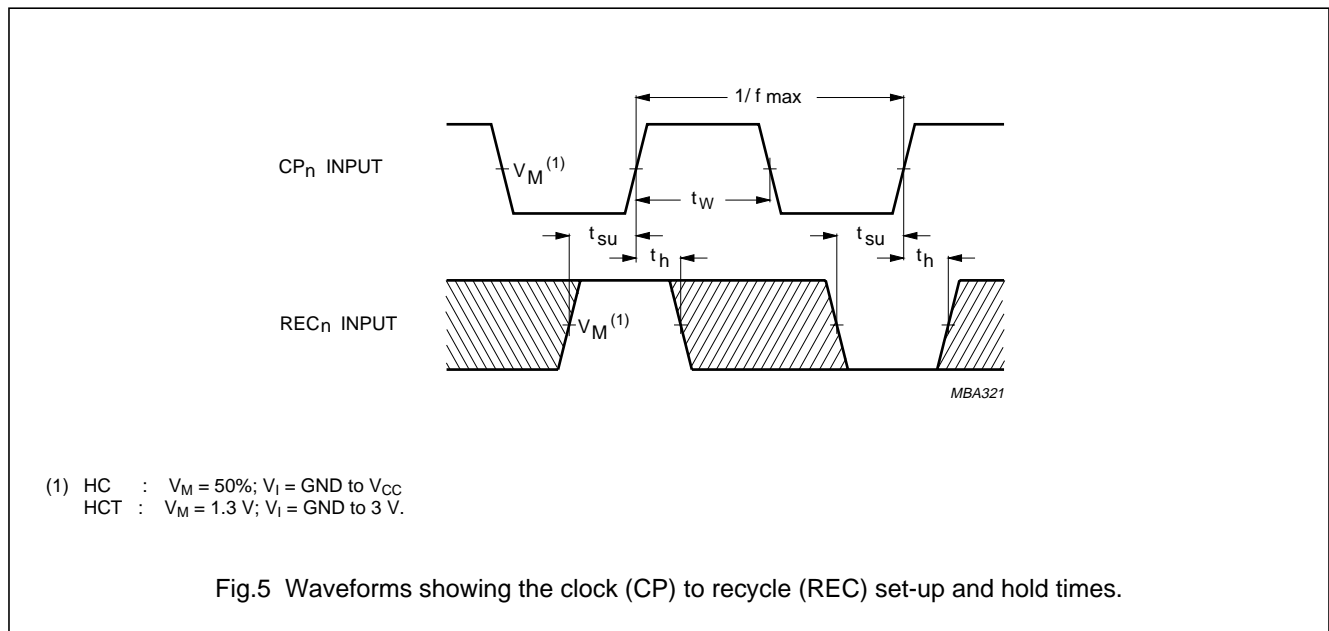 1/ f max
CPn INPUT
VM (1)
tW
tsu
tsu
th
th
RECn INPUT
VM (1)
MBA321
(1) HC : VM = 50%; VI = GND to VCC
HCT : VM = 1.3 V; VI = GND to 3 V.
Fig.5 Waveforms showing the clock (CP) to recycle (REC) set-up and hold times.